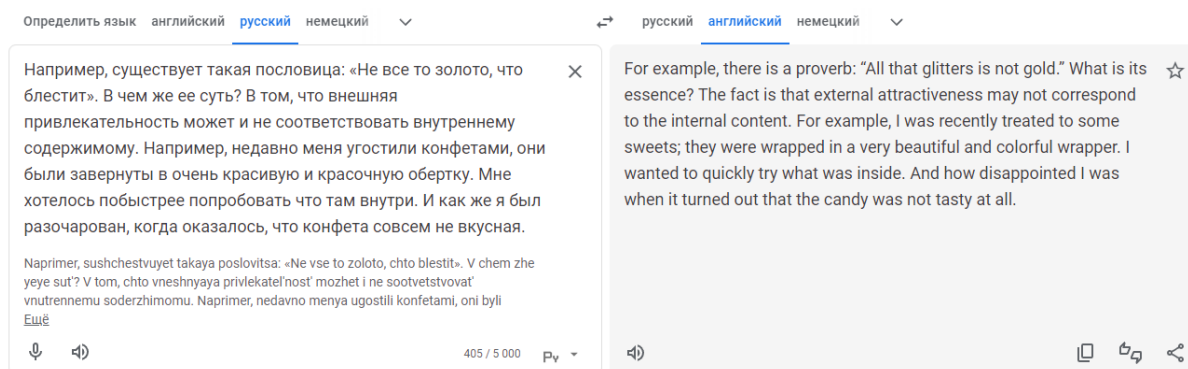 Определить язык английский русский немецкий
русский английский немецкий
Например, существует такая пословица: «Не все то золото, что
блестит». В чем же ее суть? В том, что внешняя
привлекательность может и не соответствовать внутреннему
содержимому. Например, недавно меня угостили конфетами, они
были завернуты в очень красивую и красочную обертку. Мне
хотелось побыстрее попробовать что там внутри. И как же я был
разочарован, когда оказалось, что конфета совсем не вкусная.
Naprimer, sushchestvuyet takaya poslovitsa: «Ne vse to zoloto, chto blestit». V chem zhe
yeye sut'? V tom, chto vneshnyaya privlekatel'nost' mozhet i ne sootvetstvovat'
vnutrennemu soderzhimomu. Naprimer, nedavno menya ugostili konfetami, oni byli
Ещё
405 / 5 000
Ру
For example, there is a proverb: “All that glitters is not gold.” What is its
essence? The fact is that external attractiveness may not correspond
to the internal content. For example, I was recently treated to some
sweets; they were wrapped in a very beautiful and colorful wrapper. I
wanted to quickly try what was inside. And how disappointed I was
when it turned out that the candy was not tasty at all.